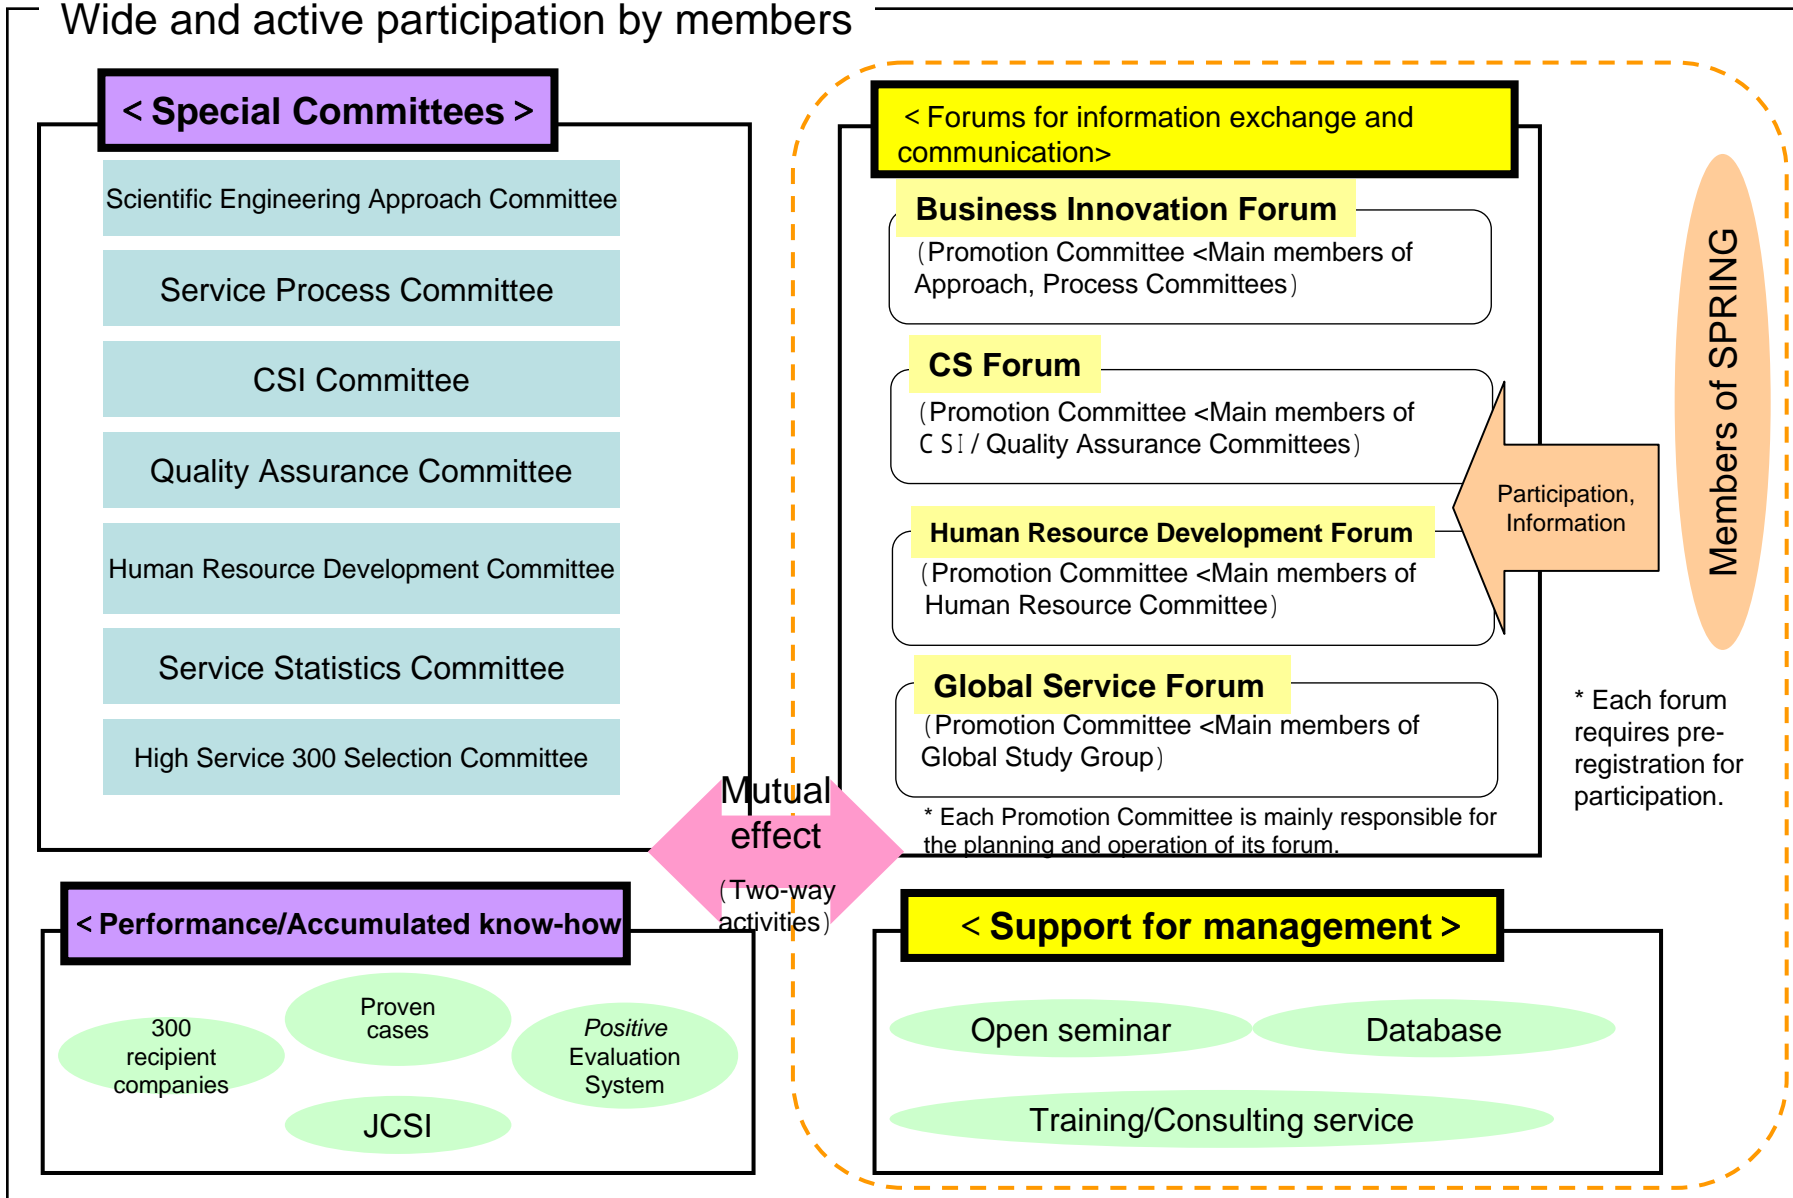 Wide and active participation by members
< Special Committees >
Scientific Engineering Approach Committee
Service Process Committee
CSI Committee
Quality Assurance Committee
Human Resource Development Committee
Service Statistics Committee
High Service 300 Selection Committee
< Forums for information exchange and
communication>
Business Innovation Forum
(Promotion Committee <Main members of
Approach, Process Committees)
CS Forum
(Promotion Committee <Main members of
CSI / Quality Assurance Committees)
Human Resource Development Forum
(Promotion Committee <Main members of
Human Resource Committee)
Global Service Forum
(Promotion Committee <Main members of
Global Study Group)
* Each Promotion Committee is mainly responsible for
the planning and operation of its forum.
Participation,
Information
Members of SPRING
* Each forum
requires pre-
registration for
participation.
Mutual
effect
(Two-way
activities)
< Performance/Accumulated know-how
300
recipient
companies
Proven
cases
Positive
Evaluation
System
JCSI
< Support for management >
Open seminar
Database
Training/Consulting service